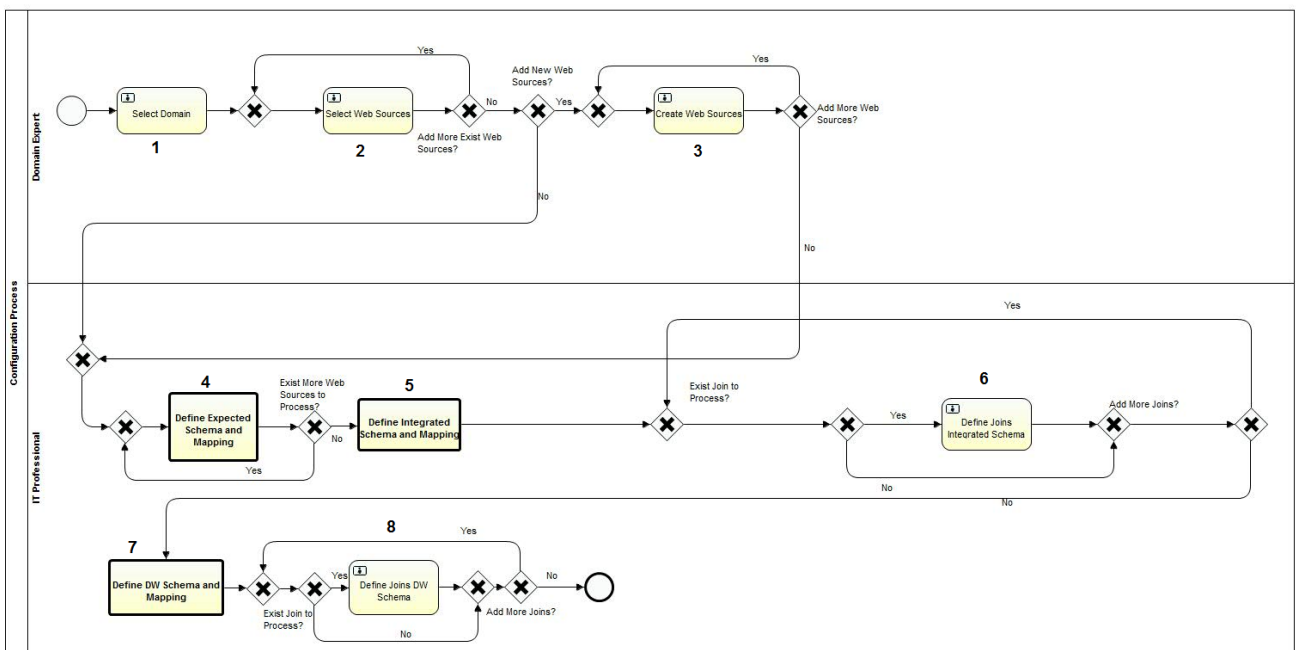 Configuration Process
Domain Expert
Select Domain
1
Yes
Select Web Sources
2
No
Add More Exist Web
Sources?
Add New Web
Sources?
Yes
No
Yes
Create Web Sources
3
Add More Web
Sources?
No
IT Professional
4
Define Expected
Schema and
Mapping
Exist More Web
Sources to
Process?
No
Yes
5
Define Integrated
Schema and Mapping
Exist Join to
Process?
Yes
Yes
6
Define Joins
Integrated Schema
Add More Joins?
No
No
7
Define DW Schema and
Mapping
8
Yes
Exist Join to
Process?
Yes
Define Joins DW
Schema
No
Add More Joins?
No